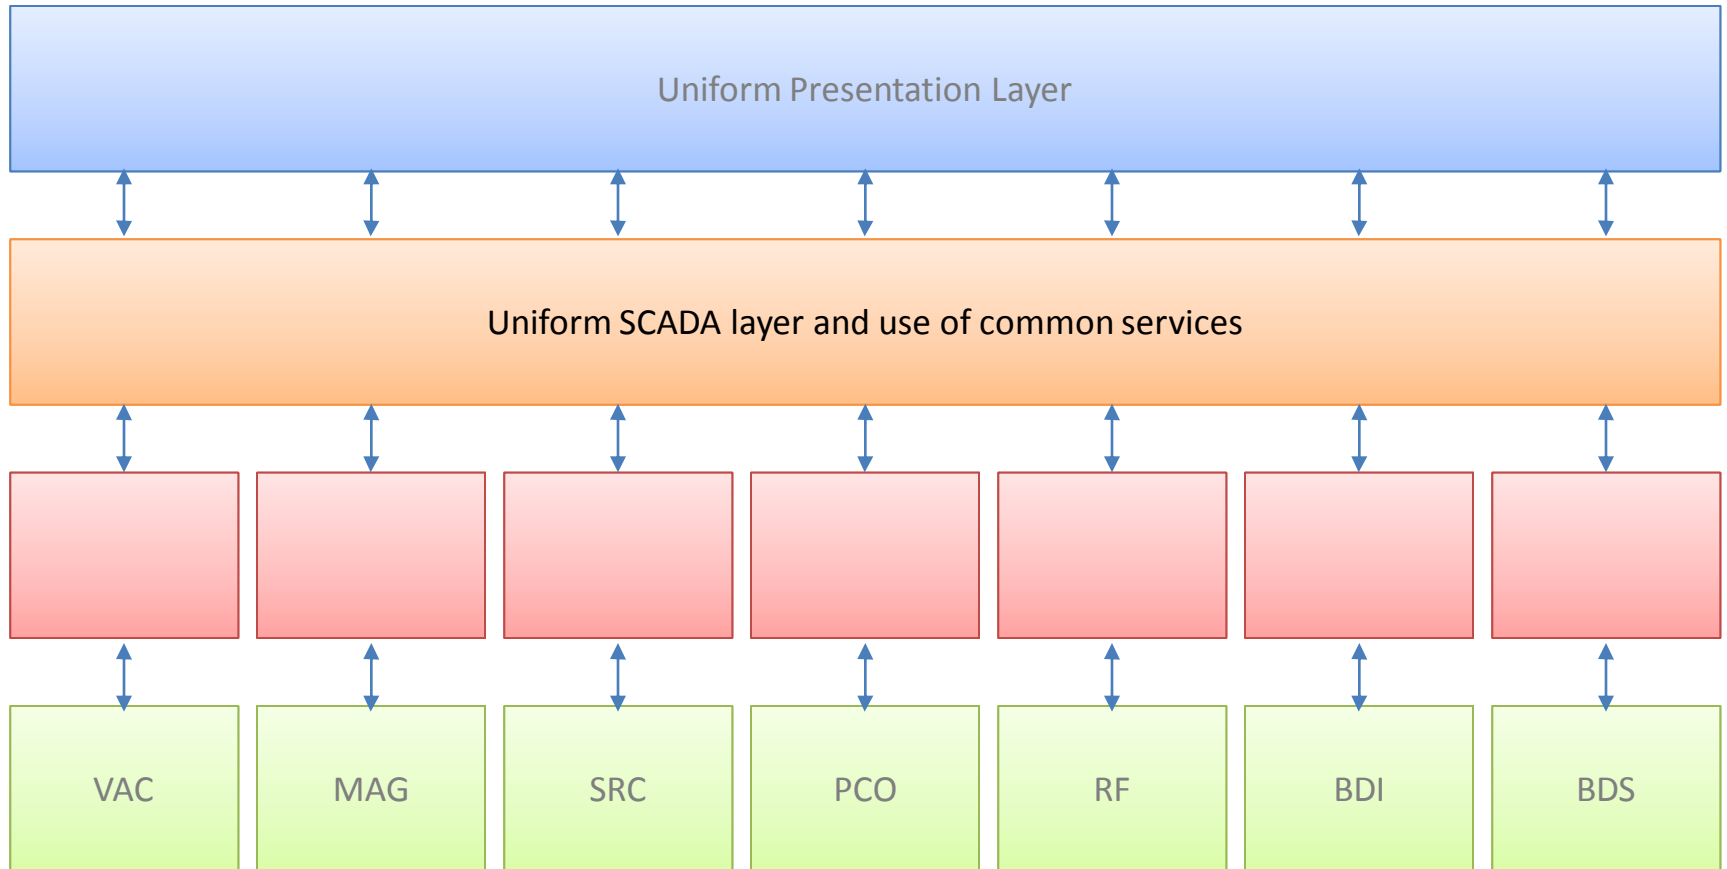 Uniform Presentation Layer
Uniform SCADA layer and use of common services
VAC
MAG
SRC
PCO
RF
BDI
BDS